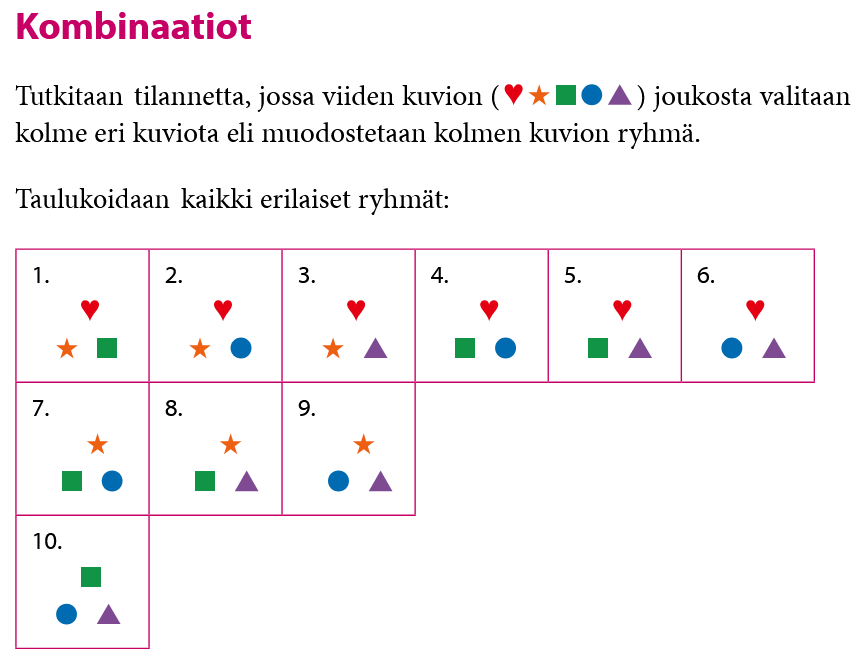 Kombinaatiot
Tutkitaan tilannetta, jossa viiden kuvion (♥ ★ ■ ● ▲) joukosta valitaan
kolme eri kuviota eli muodostetaan kolmen kuvion ryhmä.
Taulukoidaan kaikki erilaiset ryhmät:
1. 2. 3. 4. 5. 6.
7. 8. 9.
10.